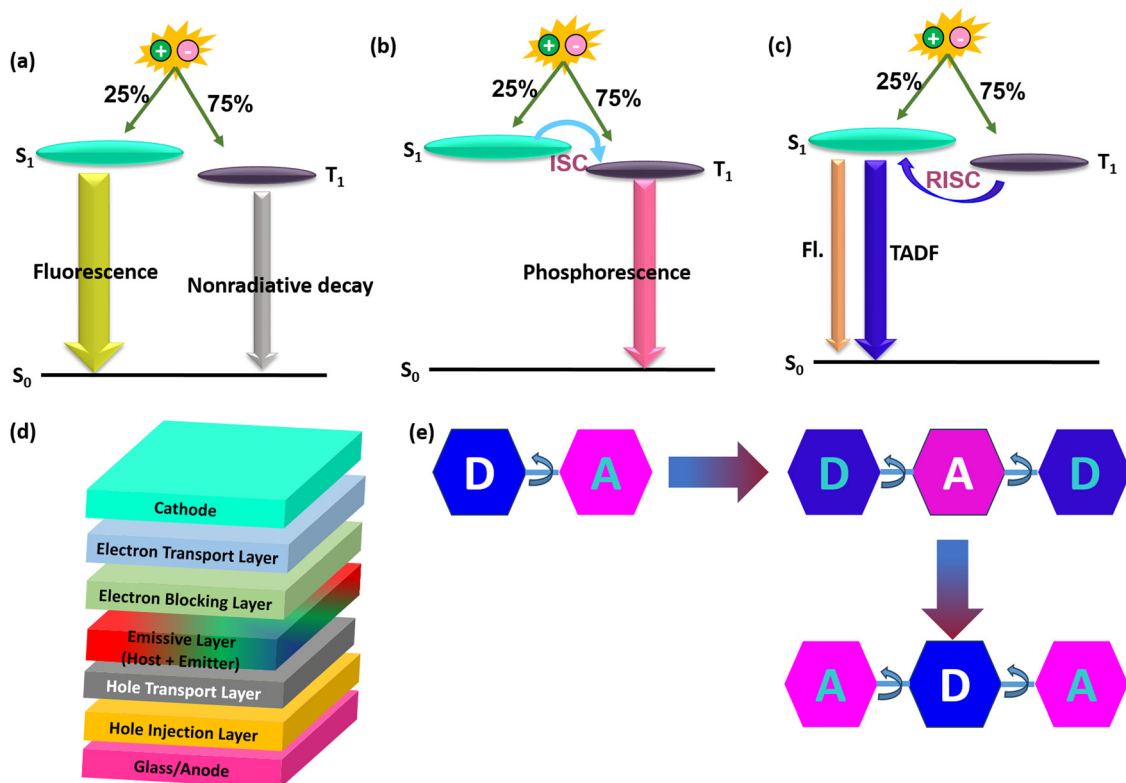 (a)
+ -
25%
75%
S1
T1
Fluorescence
Nonradiative decay
S0
(b)
+ -
25%
75%
S1
ISC
T1
Phosphorescence
S0
(c)
+ -
25%
75%
S1
T1
RISC
Fl.
TADF
S0
(d)
Cathode
Electron Transport Layer
Electron Blocking Layer
Emissive Layer
(Host + Emitter)
Hole Transport Layer
Hole Injection Layer
Glass/Anode
(e)
D A
D A D
A D A